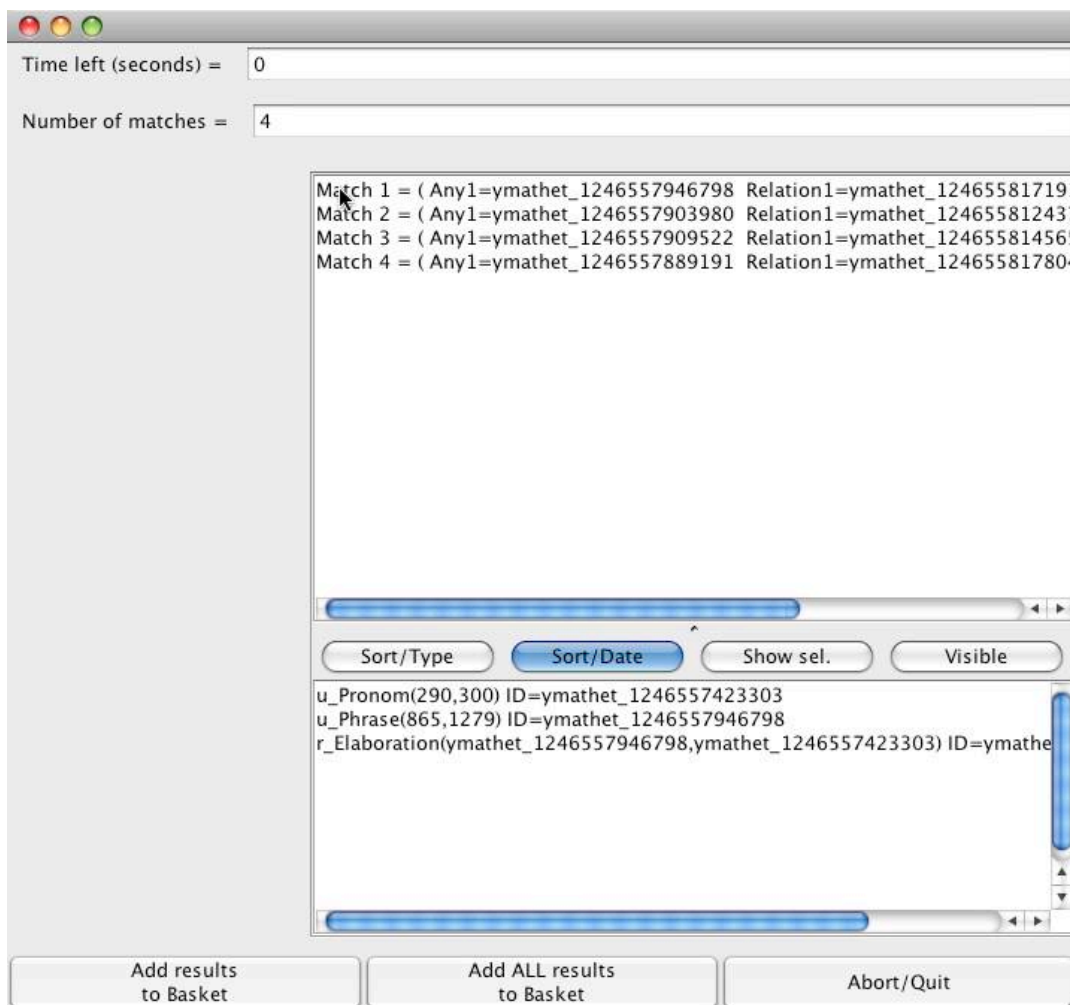 Time left (seconds) = 0
Number of matches = 4
Match 1 = ( Any1=ymathet_1246557946798 Relation1=ymathet_12465581719
Match 2 = ( Any1=ymathet_1246557903980 Relation1=ymathet_12465581243
Match 3 = ( Any1=ymathet_1246557909522 Relation1=ymathet_12465581456
Match 4 = ( Any1=ymathet_1246557889191 Relation1=ymathet_12465581780
Sort/Type Sort/Date Show sel. Visible
u_Pronom(290,300) ID=ymathet_1246557423303
u_Phrase(865,1279) ID=ymathet_1246557946798
r_Elaboration(ymathet_1246557946798,ymathet_1246557423303) ID=ymathe
Add results
to Basket
Add ALL results
to Basket
Abort/Quit